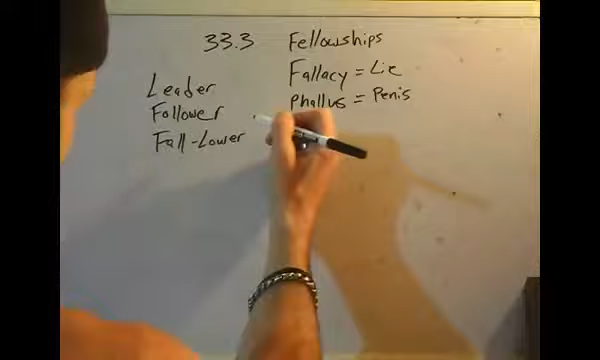 33.3 Fellowships
Leader
Follower
Fall-Lower
Fallacy = Lie
Phallus = Penis